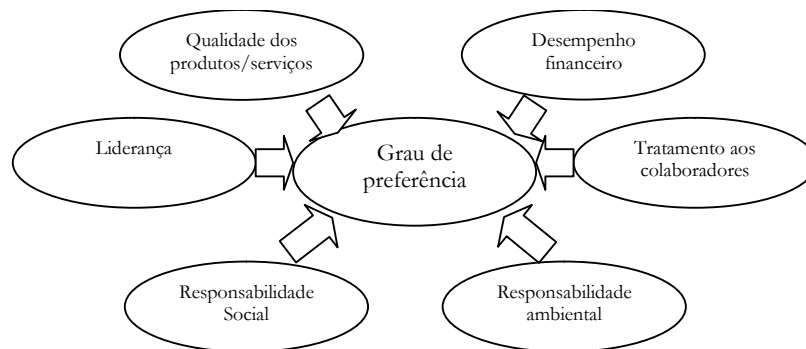 Qualidade dos
produtos/serviços
Desempenho
financeiro
Liderança
Grau de
preferência
Tratamento aos
colaboradores
Responsabilidade
Social
Responsabilidade
ambiental